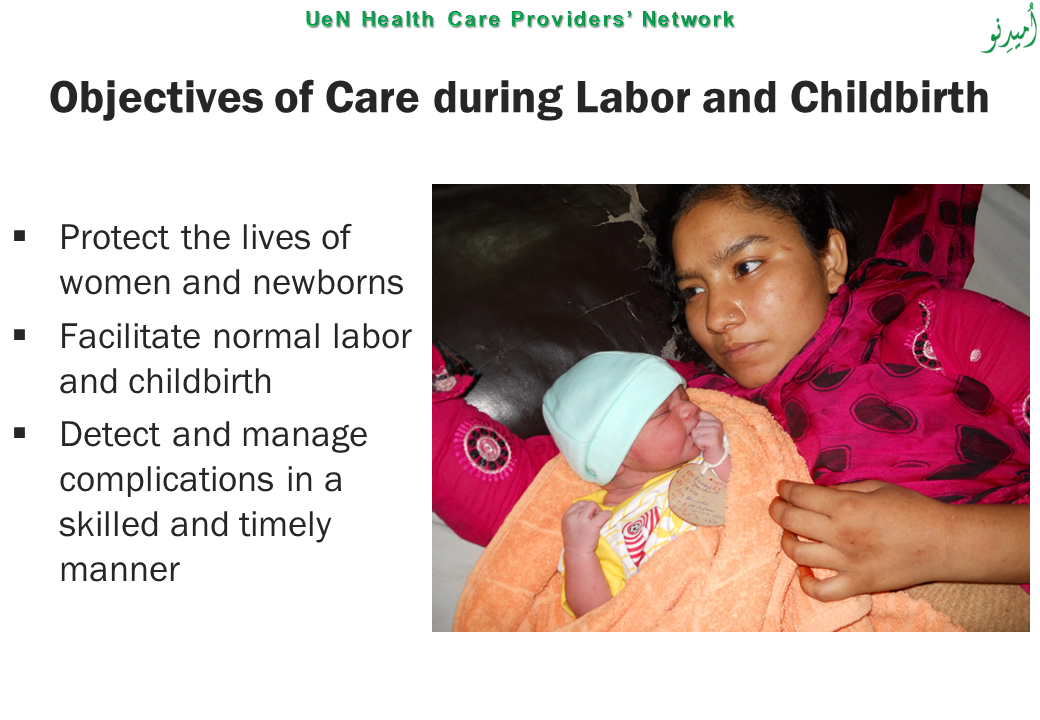 UeN Health Care Providers’ Network
اُمیدِنو
Objectives of Care during Labor and Childbirth
▪ Protect the lives of
women and newborns
▪ Facilitate normal labor
and childbirth
▪ Detect and manage
complications in a
skilled and timely
manner